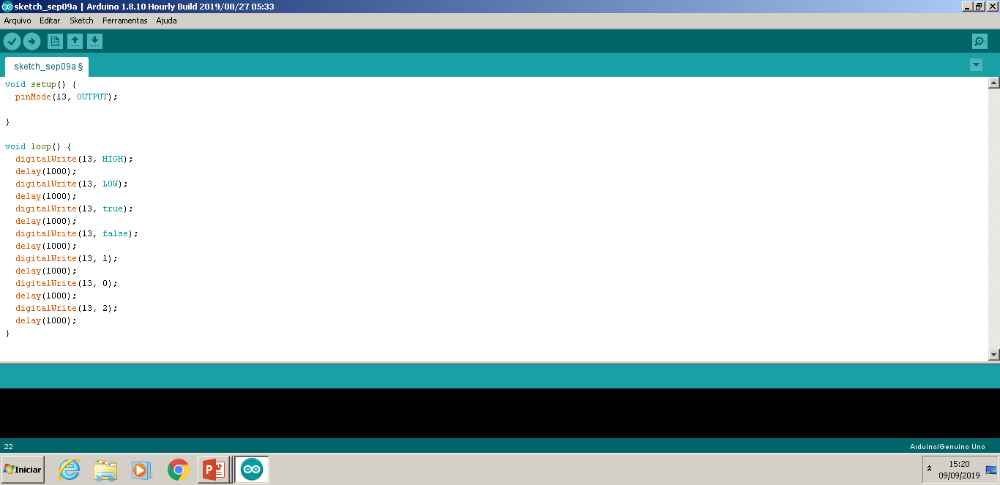 sketch_sep09a | Arduino 1.8.10 Hourly Build 2019/08/27 05:33
Arquivo Editar Sketch Ferramentas Ajuda
sketch_sep09a §
void setup() {
  pinMode(13, OUTPUT);
}
void loop() {
  digitalWrite(13, HIGH);
  delay(1000);
  digitalWrite(13, LOW);
  delay(1000);
  digitalWrite(13, true);
  delay(1000);
  digitalWrite(13, false);
  delay(1000);
  digitalWrite(13, 1);
  delay(1000);
  digitalWrite(13, 0);
  delay(1000);
  digitalWrite(13, 2);
  delay(1000);
}
22 Arduino/Genuino Uno
Iniciar
15:20
09/09/2019